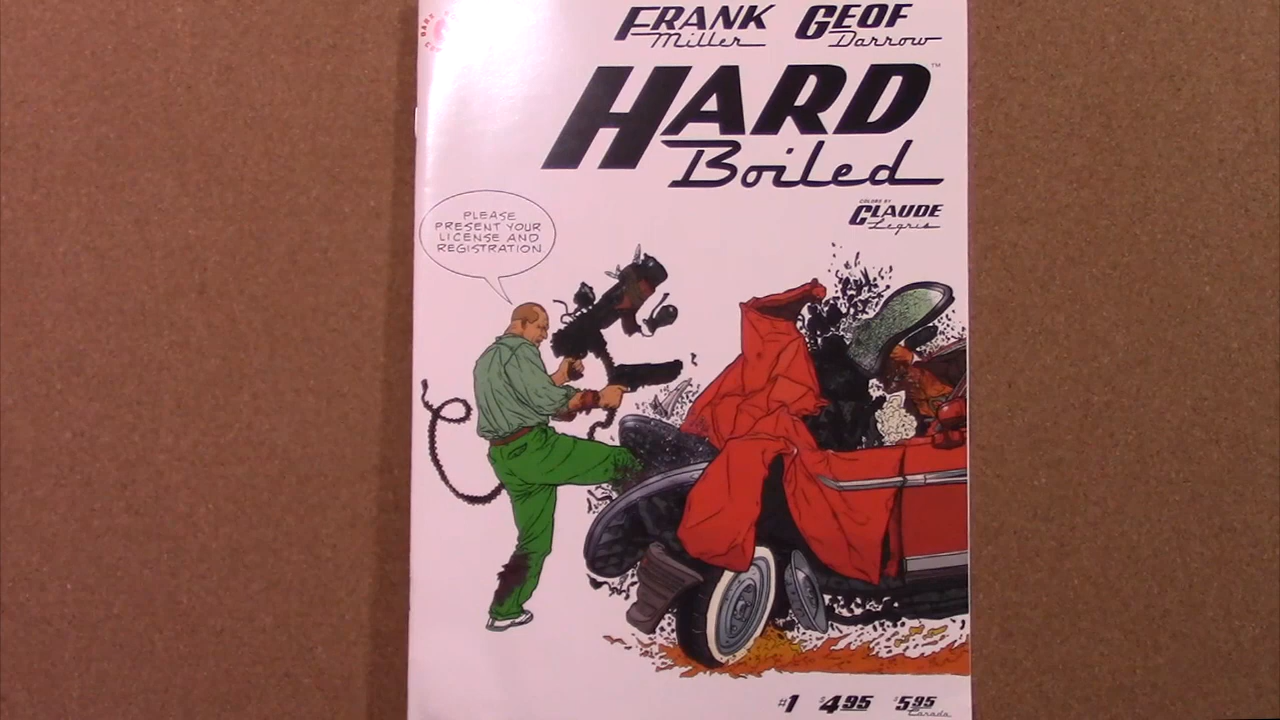 FRANK Miller GEOF Darrow
HARD™
Boiled
COLORS BY
CLAUDE
Legris
PLEASE
PRESENT YOUR
LICENSE AND
REGISTRATION
#1 $4.95 $5.95
Canada